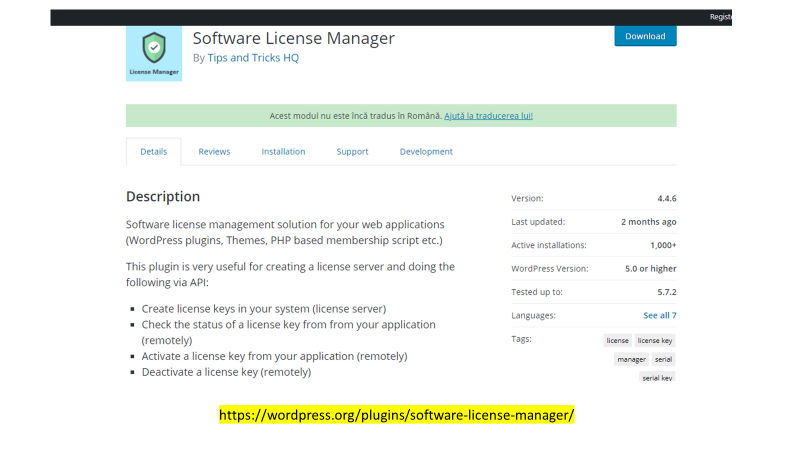 Regist
License Manager
Software License Manager
By Tips and Tricks HQ
Download
Acest modul nu este încă tradus în Română. Ajută la traducerea lui!
Details
Reviews
Installation
Support
Development
Description
Software license management solution for your web applications
(WordPress plugins, Themes, PHP based membership script etc.)
This plugin is very useful for creating a license server and doing the
following via API:
▪ Create license keys in your system (license server)
▪ Check the status of a license key from from your application
(remotely)
▪ Activate a license key from your application (remotely)
▪ Deactivate a license key (remotely)
Version: 4.4.6
Last updated: 2 months ago
Active installations: 1,000+
WordPress Version: 5.0 or higher
Tested up to: 5.7.2
Languages: See all 7
Tags: license license key
manager serial
serial key
https://wordpress.org/plugins/software-license-manager/